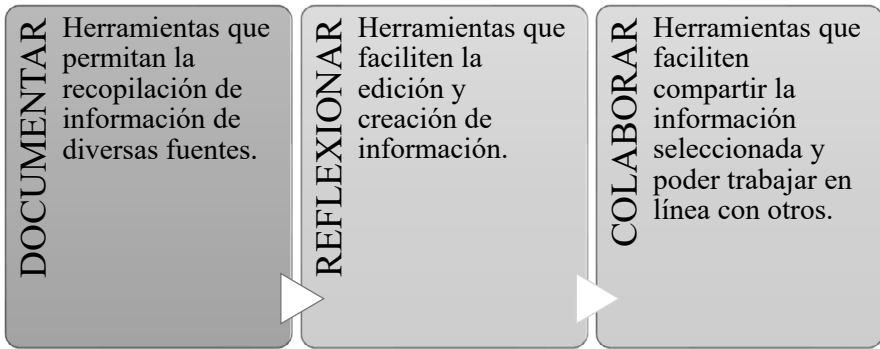 DOCUMENTAR
Herramientas que
permitan la
recopilación de
información de
diversas fuentes.
REFLEXIONAR
Herramientas que
faciliten la
edición y
creación de
información.
COLABORAR
Herramientas que
faciliten
compartir la
información
seleccionada y
poder trabajar en
línea con otros.